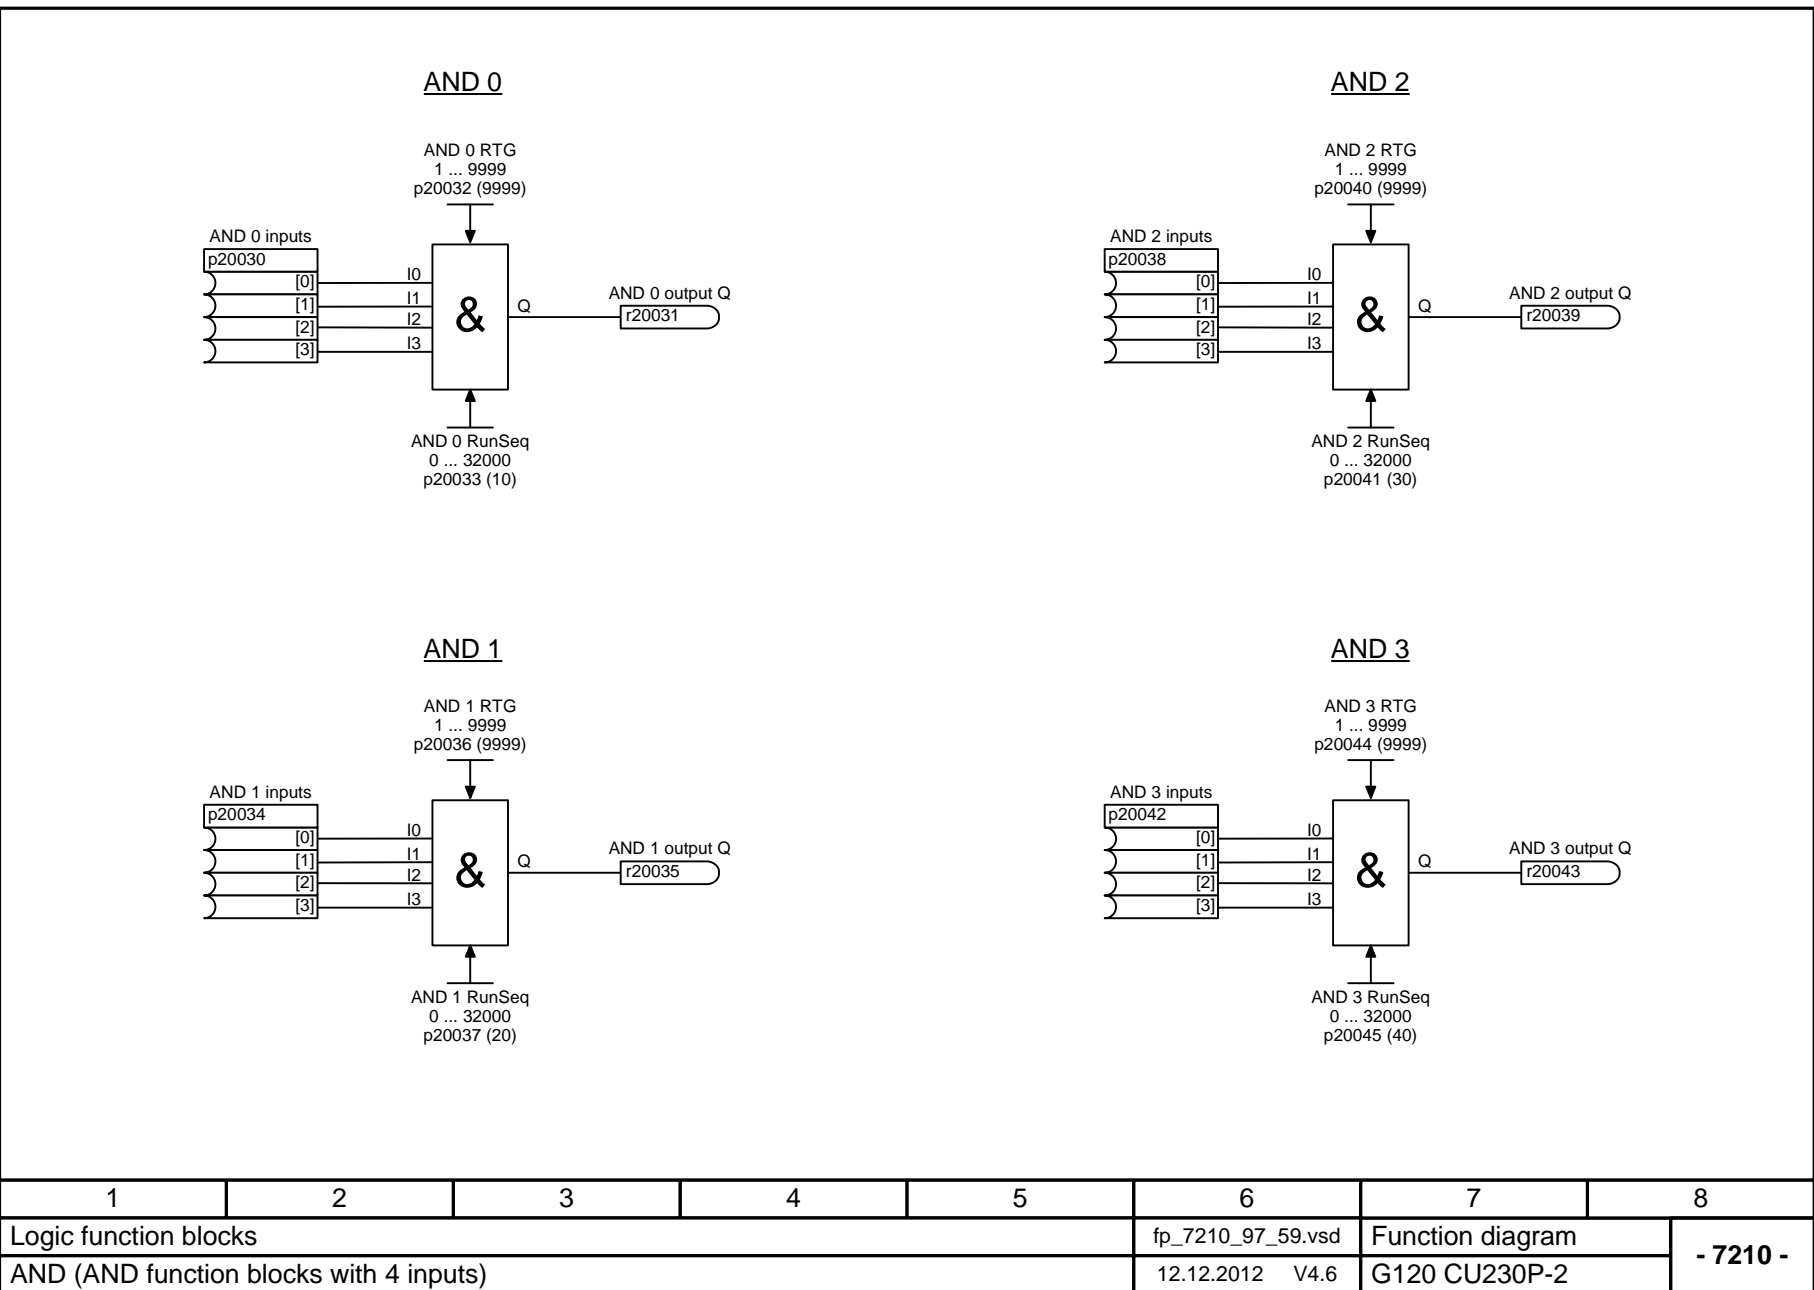 AND 0
AND 0 RTG
1 ... 9999
p20032 (9999)
AND 0 inputs
p20030
[0]
[1]
[2]
[3]
I0
I1
I2
I3
&
Q
AND 0 output Q
r20031
AND 0 RunSeq
0 ... 32000
p20033 (10)
AND 2
AND 2 RTG
1 ... 9999
p20040 (9999)
AND 2 inputs
p20038
[0]
[1]
[2]
[3]
I0
I1
I2
I3
&
Q
AND 2 output Q
r20039
AND 2 RunSeq
0 ... 32000
p20041 (30)
AND 1
AND 1 RTG
1 ... 9999
p20036 (9999)
AND 1 inputs
p20034
[0]
[1]
[2]
[3]
I0
I1
I2
I3
&
Q
AND 1 output Q
r20035
AND 1 RunSeq
0 ... 32000
p20037 (20)
AND 3
AND 3 RTG
1 ... 9999
p20044 (9999)
AND 3 inputs
p20042
[0]
[1]
[2]
[3]
I0
I1
I2
I3
&
Q
AND 3 output Q
r20043
AND 3 RunSeq
0 ... 32000
p20045 (40)
1 2 3 4 5 6 7 8
Logic function blocks
fp_7210_97_59.vsd
Function diagram
- 7210 -
AND (AND function blocks with 4 inputs)
12.12.2012 V4.6
G120 CU230P-2